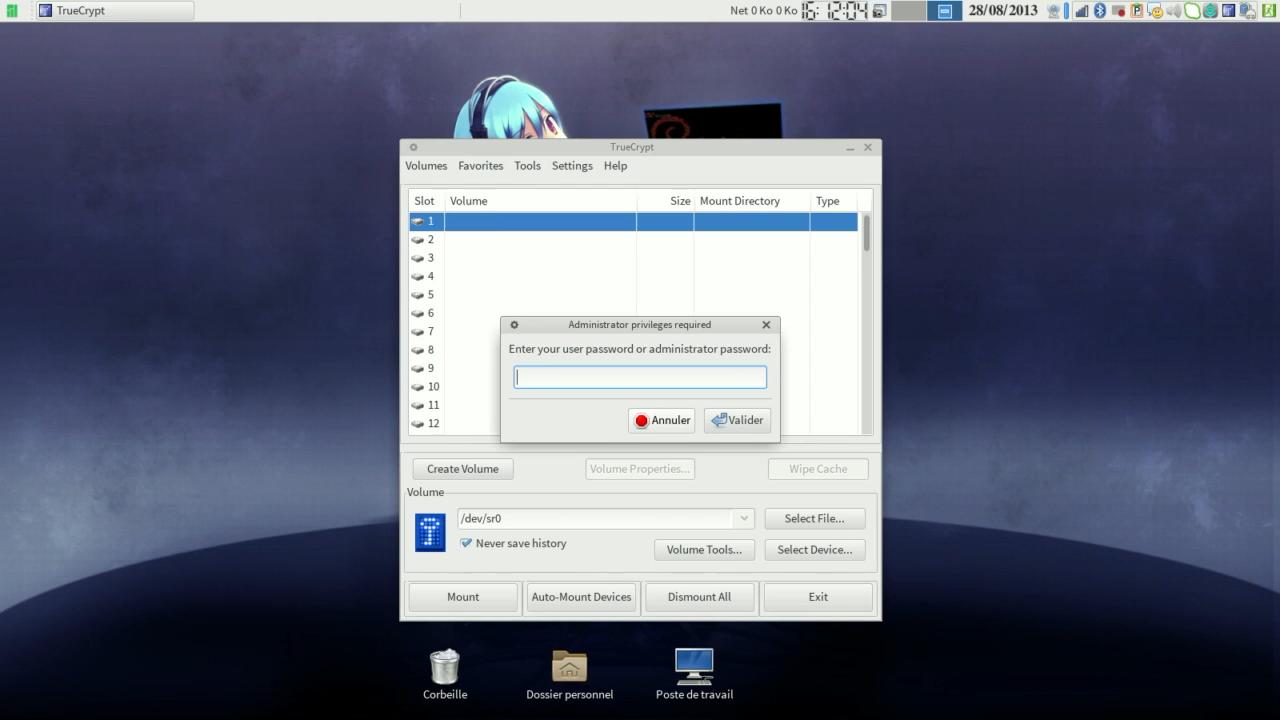 TrueCrypt
Net 0 Ko 0 Ko
16:12:04
28/08/2013
TrueCrypt
Volumes Favorites Tools Settings Help
Slot Volume Size Mount Directory Type
1
2
3
4
5
6
7
8
9
10
11
12
Administrator privileges required
Enter your user password or administrator password:
Annuler Valider
Create Volume Volume Properties... Wipe Cache
Volume
/dev/sr0 Select File...
Never save history Volume Tools... Select Device...
Mount Auto-Mount Devices Dismount All Exit
Corbeille Dossier personnel Poste de travail